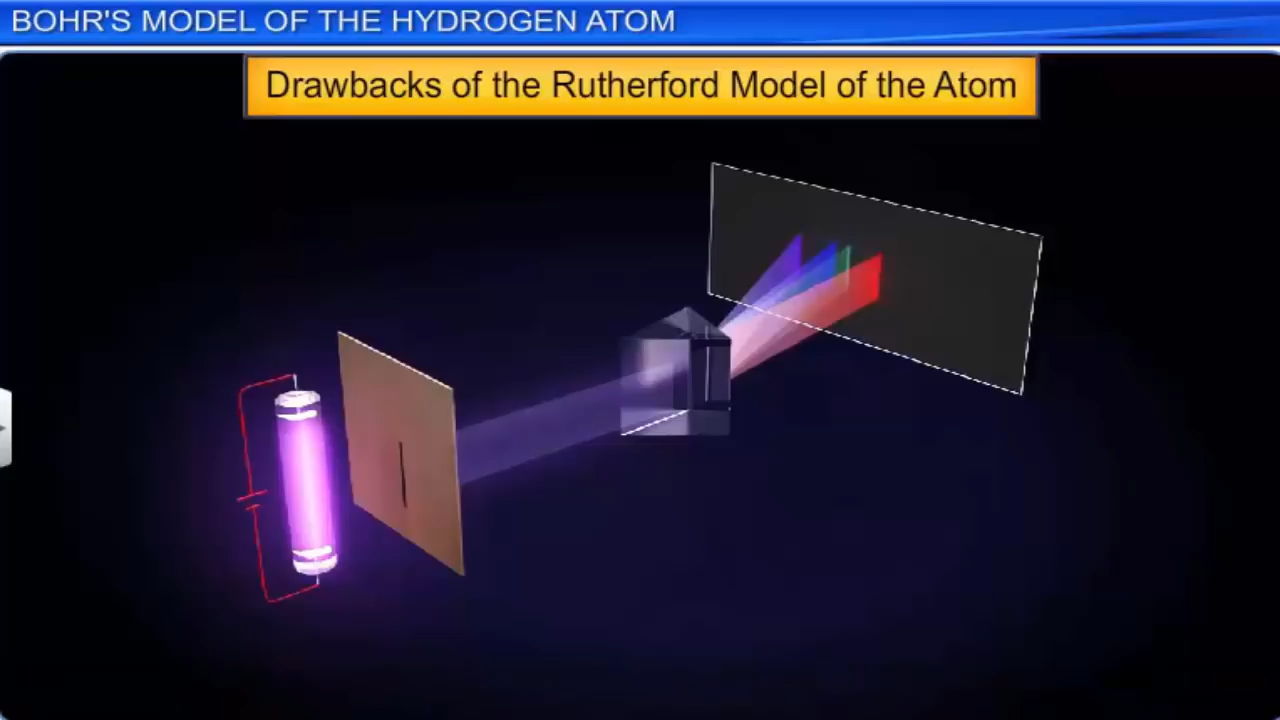 BOHR'S MODEL OF THE HYDROGEN ATOM
Drawbacks of the Rutherford Model of the Atom